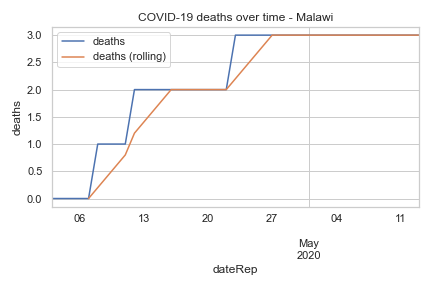 COVID-19 deaths over time - Malawi
deaths
deaths (rolling)
deaths
3.0
2.5
2.0
1.5
1.0
0.5
0.0
06 13 20 27 04 11
May
2020
dateRep